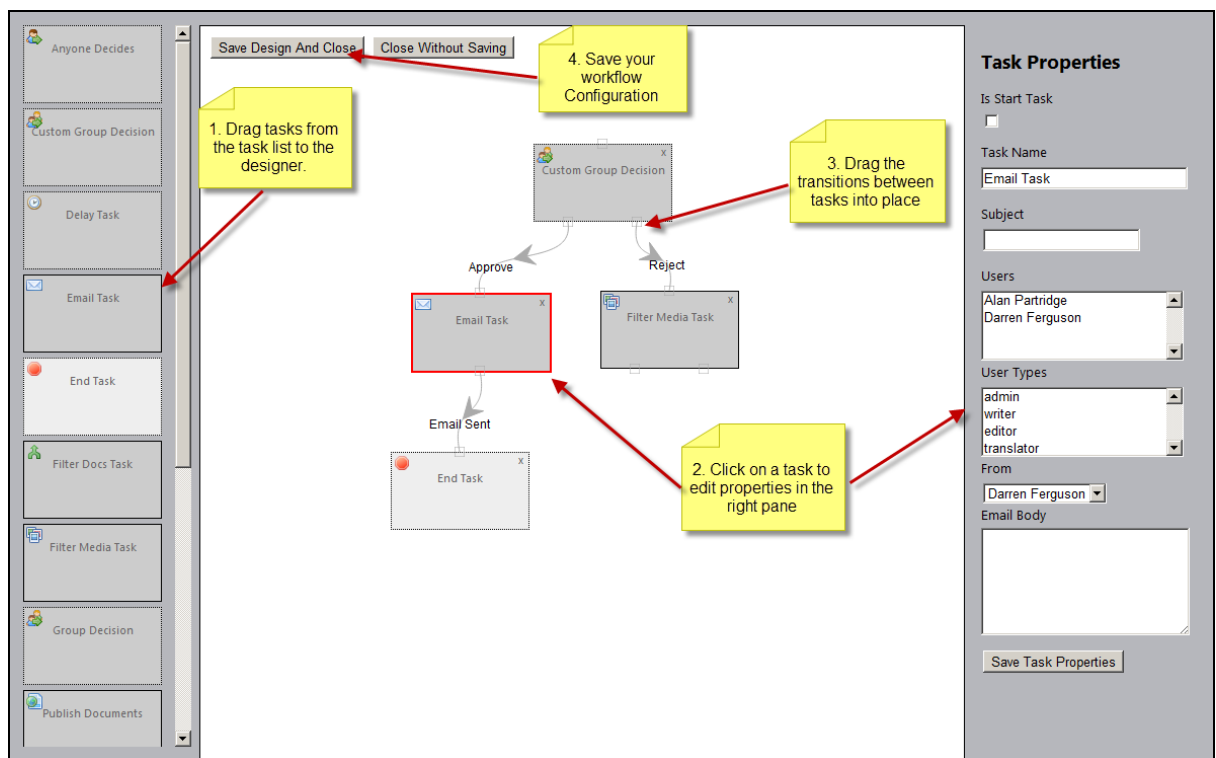 Anyone Decides
Custom Group Decision
Delay Task
Email Task
End Task
Filter Docs Task
Filter Media Task
Group Decision
Publish Documents
Save Design And Close
Close Without Saving
4. Save your
workflow
Configuration
1. Drag tasks from
the task list to the
designer.
x
Custom Group Decision
3. Drag the
transitions between
tasks into place
Approve
Reject
x
Email Task
x
Filter Media Task
Email Sent
x
End Task
2. Click on a task to
edit properties in the
right pane
Task Properties
Is Start Task
Task Name
Email Task
Subject
Users
Alan Partridge
Darren Ferguson
User Types
admin
writer
editor
translator
From
Darren Ferguson
Email Body
Save Task Properties